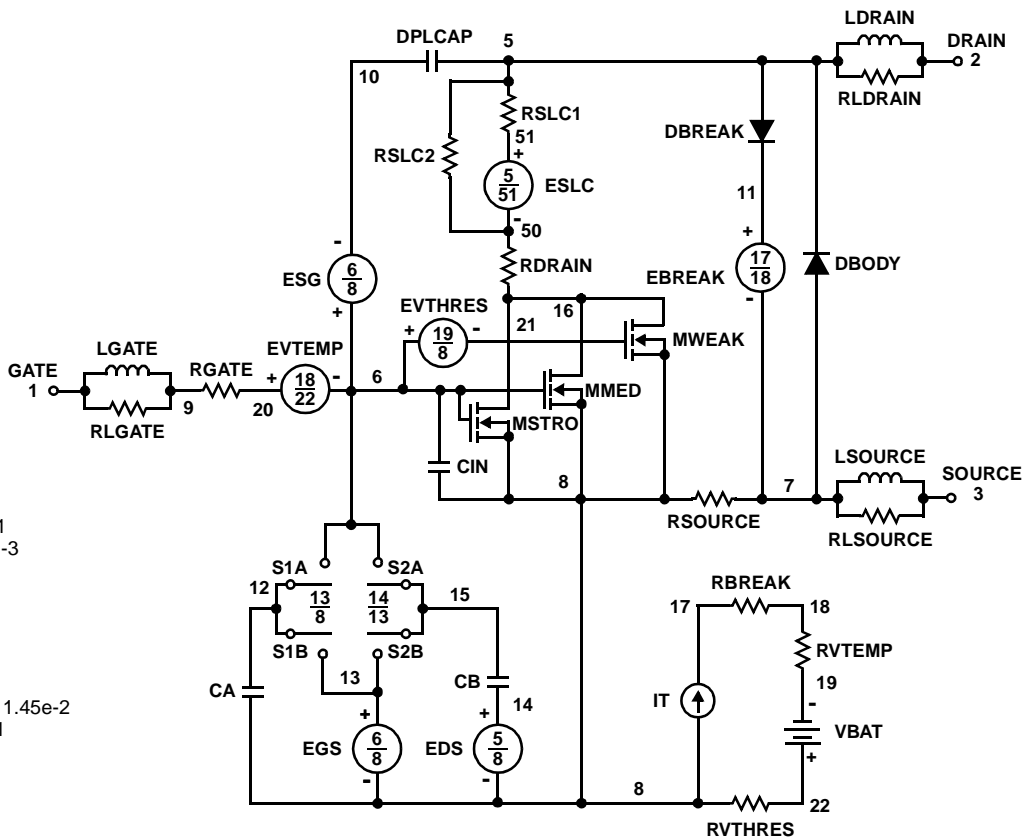 LDRAIN
DPLCAP 5 DRAIN
10 2
RLDRAIN
RSLC1
51
DBREAK
RSLC2
+
5
51
ESLC
11
-
50
-
+
17
18
RDRAIN
EBREAK
DBODY
6
8
ESG
-
EVTHRES
16
+
+
19
8
-
21
MWEAK
LGATE
EVTEMP
GATE
RGATE
1
+
18
22
-
6
MMED
9
20
MSTRO
RLGATE
LSOURCE
CIN
8
7
SOURCE
3
RSOURCE
RLSOURCE
-3
S1A
S2A
RBREAK
12
13
8
14
13
15
17
18
S1B
S2B
RVTEMP
13
CB
19
CA
IT
-
1.45e-2
+
+
14
VBAT
EGS
6
8
EDS
5
8
+
-
-
8
22
RVTHRES